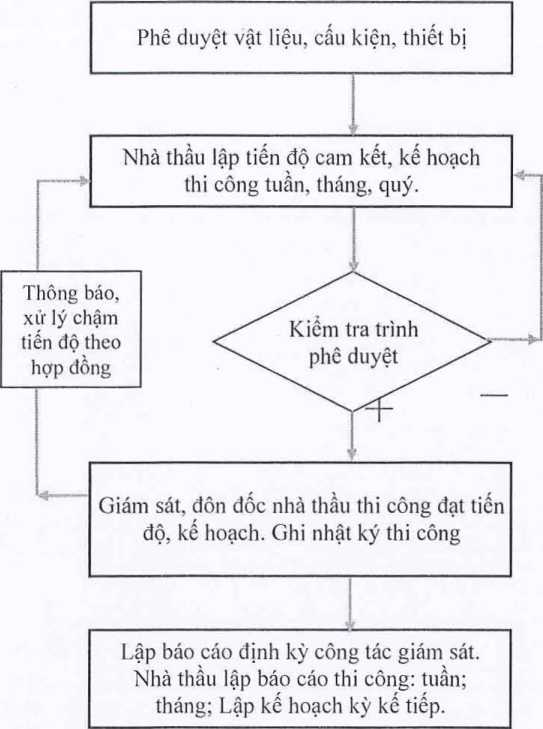 Phê duyệt vật liệu, cấu kiện, thiết bị
Nhà thầu lập tiến độ cam kết, kế hoạch
thi công tuần, tháng, quý.
Thông báo,
xử lý chậm
tiến độ theo
hợp đồng
Kiểm tra trình
phê duyệt
+
—
Giám sát, đôn đốc nhà thầu thi công đạt tiến
độ, kế hoạch. Ghi nhật ký thi công
Lập báo cáo định kỳ công tác giám sát.
Nhà thầu lập báo cáo thi công: tuần;
tháng; Lập kế hoạch kỳ kế tiếp.